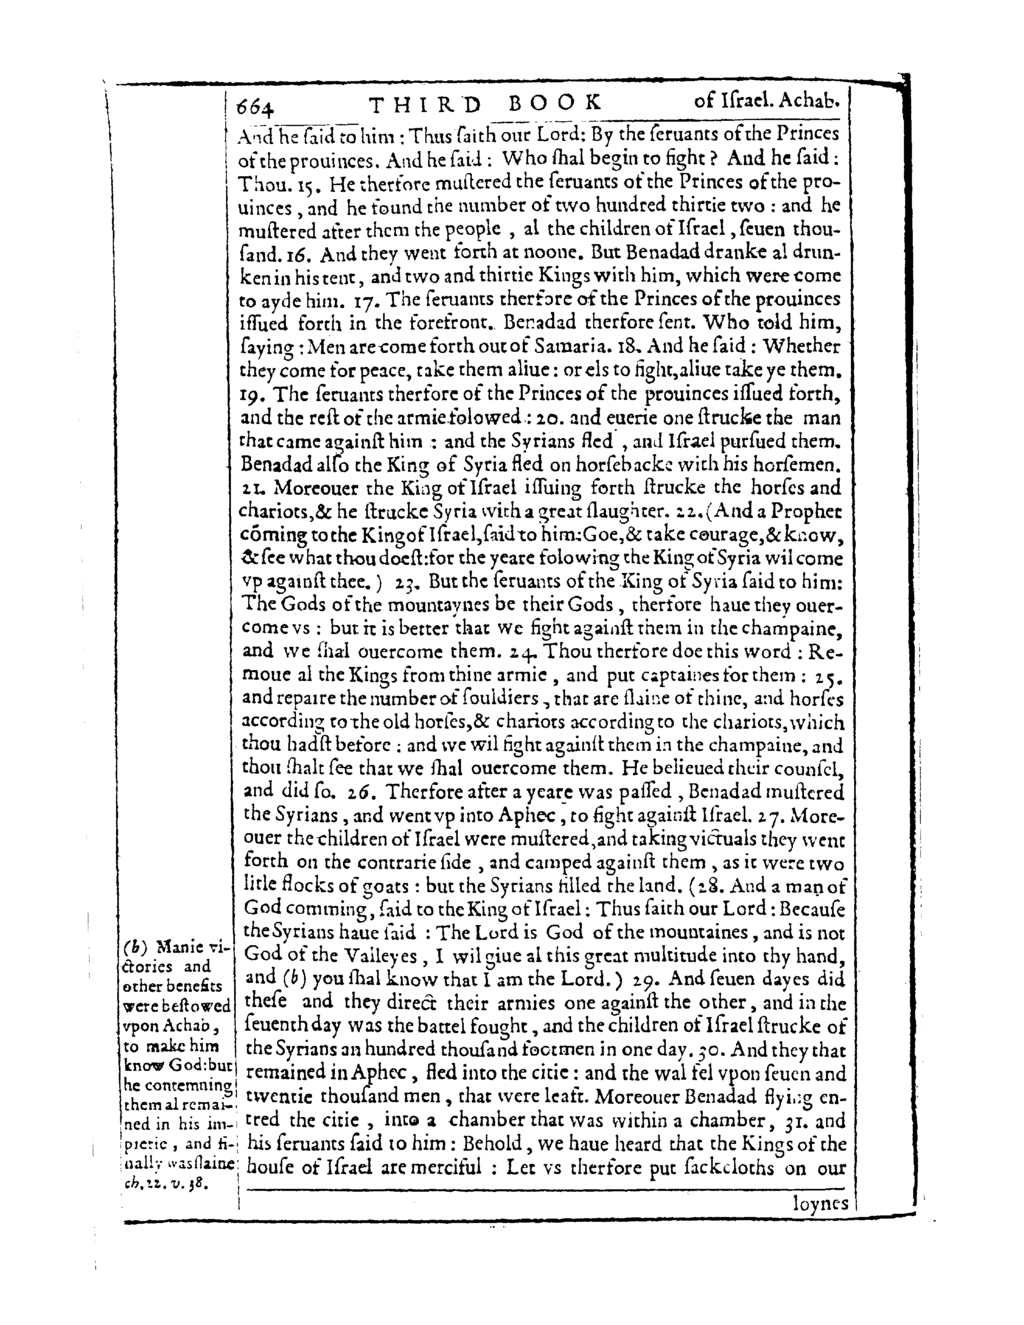 664 THIRD BOOK of Iſrael. Achab.
And he ſaid to him : Thus ſaith our Lord: By the ſeruants of the Princes
of the prouinces. And he ſaid : Who ſhal begin to fight ? And he ſaid :
Thou. 15. He therfore muſtered the ſeruants of the Princes of the pro-
uinces , and he found the number of two hundred thirtie two : and he
muſtered after them the people , al the children of Iſrael , ſeuen thou-
ſand. 16. And they went forth at noone. But Benadad dranke al drun-
ken in his tent , and two and thirtie Kings with him, which were come
to ayde him. 17. The ſeruants therfore of the Princes of the prouinces
iſſued forth in the forefront. Benadad therfore ſent. Who told him,
ſaying : Men are come forth out of Samaria. 18. And he ſaid : Whether
they come for peace, take them aliue : or els to fight, aliue take ye them.
19. The ſeruants therfore of the Princes of the prouinces iſſued forth,
and the reſt of the armie folowed : 20. and euerie one ſtrucke the man
that came againſt him : and the Syrians fled , and Iſrael purſued them.
Benadad alſo the King of Syria fled on horſebacke with his horſemen.
21. Moreouer the King of Iſrael iſſuing forth ſtrucke the horſes and
chariots,& he ſtrucke Syria with a great ſlaughter. 22. (And a Prophet
cōming to the King of Iſrael, ſaid to him: Goe,& take courage,& know,
& ſee what thou doeſt: for the yeare folowing the King of Syria wil come
vp againſt thee. ) 23. But the ſeruants of the King of Syria ſaid to him:
The Gods of the mountaynes be their Gods , therfore haue they ouer-
come vs : but it is better that we fight againſt them in the champaine,
and we ſhal ouercome them. 24. Thou therfore doe this word : Re-
moue al the Kings from thine armie , and put captaines for them : 25.
and repaire the number of ſouldiers , that are ſlaine of thine, and horſes
according to the old horſes,& chariots according to the chariots, which
thou hadſt before : and we wil fight againſt them in the champaine, and
thou ſhalt ſee that we ſhal ouercome them. He belieued their counſel,
and did ſo. 26. Therfore after a yeare was paſſed , Benadad muſtered
the Syrians , and went vp into Aphec , to fight againſt Iſrael. 27. More-
ouer the children of Iſrael were muſtered, and taking victuals they went
forth on the contrarie ſide , and camped againſt them , as it were two
litle flocks of goats : but the Syrians filled the land. (28. And a man of
God comming, ſaid to the King of Iſrael : Thus ſaith our Lord : Becauſe
the Syrians haue ſaid : The Lord is God of the mountaines , and is not
God of the Valleyes , I wil giue al this great multitude into thy hand,
and (b) you ſhal know that I am the Lord. ) 29. And ſeuen dayes did
theſe and they direct their armies one againſt the other , and in the
ſeuenth day was the battel fought , and the children of Iſrael ſtrucke of
the Syrians an hundred thouſand footmen in one day. 30. And they that
remained in Aphec , fled into the citie : and the wal fel vpon ſeuen and
twentie thouſand men , that were leaft. Moreouer Benadad flying en-
tred the citie , into a chamber that was within a chamber , 31. and
his ſeruants ſaid to him : Behold , we haue heard that the Kings of the
houſe of Iſrael are merciful : Let vs therfore put ſackcloths on our
loynes
(b) Manie vi-
ctories and
other benefits
were beſtowed
vpon Achab ,
to make him
know God: but
he contemning
them al remai-
ned in his im-
pietie , and fi-
nally was ſlaine
ch. 22. v. 38.